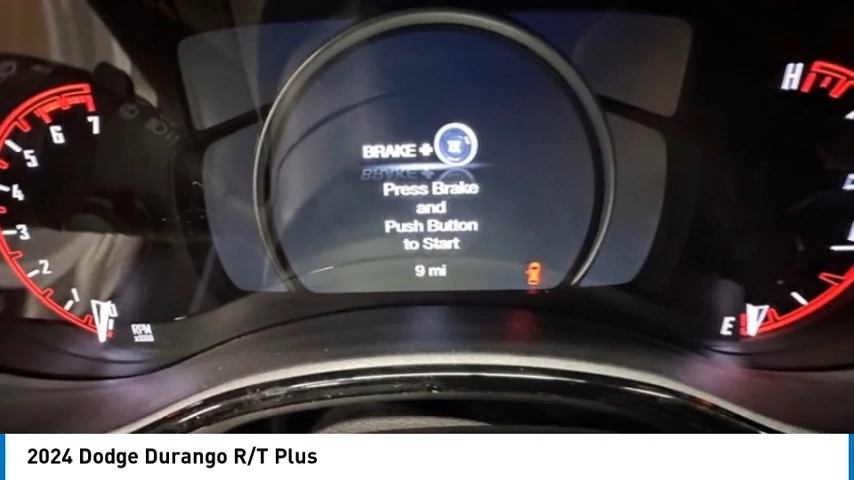 H
7
6
5
4
3
2
1
BRAKE +
Press Brake
and
Push Button
to Start
9 mi
RPM
E
2024 Dodge Durango R/T Plus